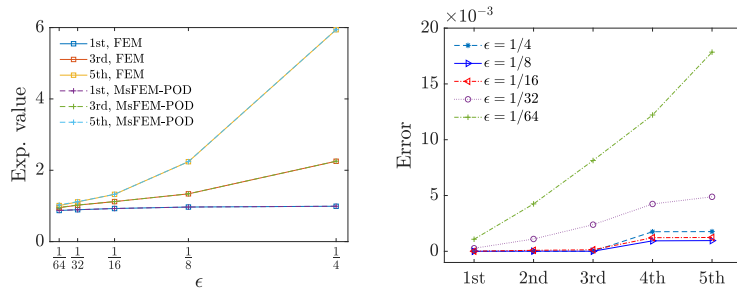 6
4
2
0
Exp. value
1st, FEM
3rd, FEM
5th, FEM
1st, MsFEM-POD
3rd, MsFEM-POD
5th, MsFEM-POD
1/64
1/32
1/16
1/8
1/4
ϵ
20
×10⁻³
15
10
5
0
Error
ϵ = 1/4
ϵ = 1/8
ϵ = 1/16
ϵ = 1/32
ϵ = 1/64
1st
2nd
3rd
4th
5th